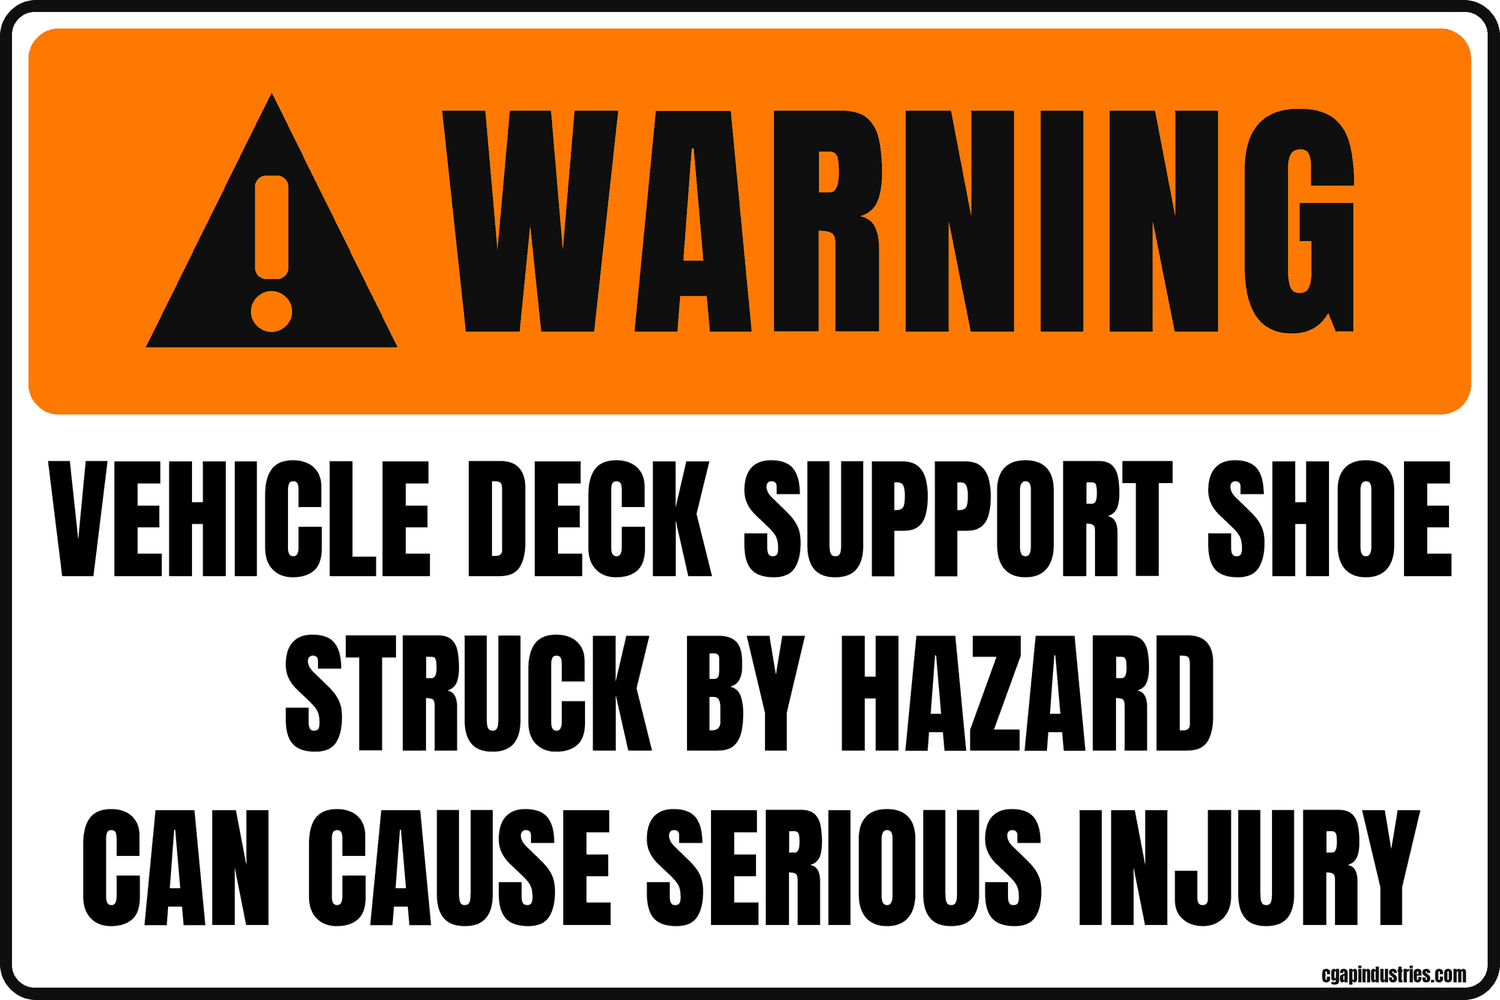 WARNING
VEHICLE DECK SUPPORT SHOE
STRUCK BY HAZARD
CAN CAUSE SERIOUS INJURY
cgapindustries.com